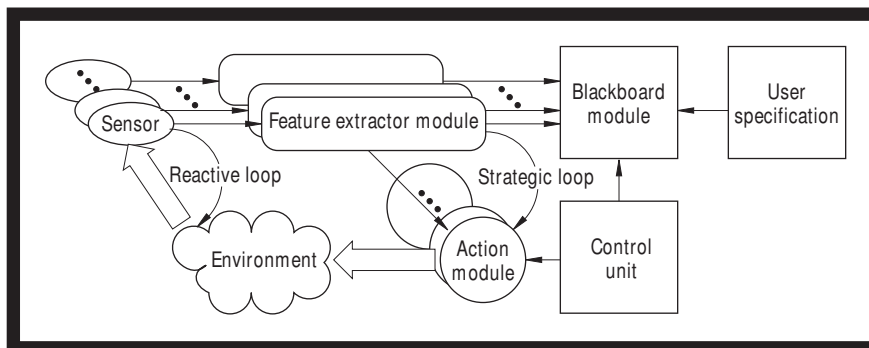 Sensor
Feature extractor module
Blackboard
module
User
specification
Reactive loop
Strategic loop
Environment
Action
module
Control
unit